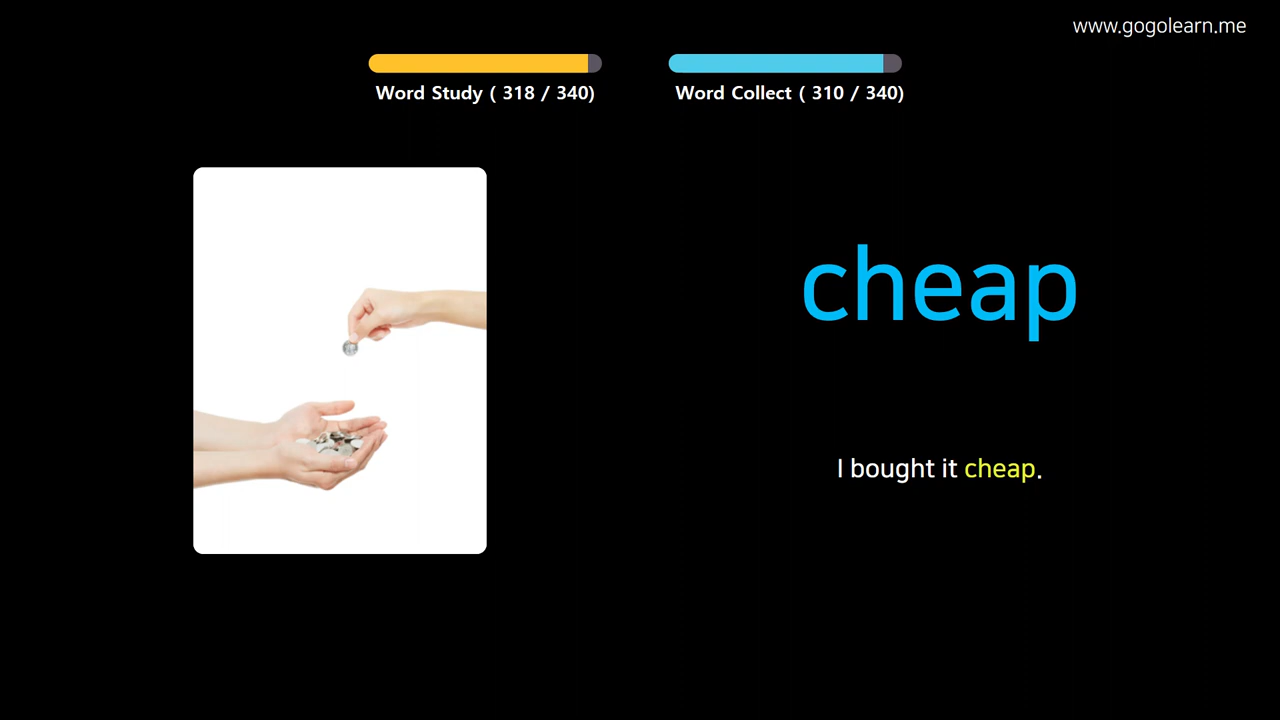 www.gogolearn.me
Word Study ( 318 / 340)
Word Collect ( 310 / 340)
cheap
I bought it cheap.